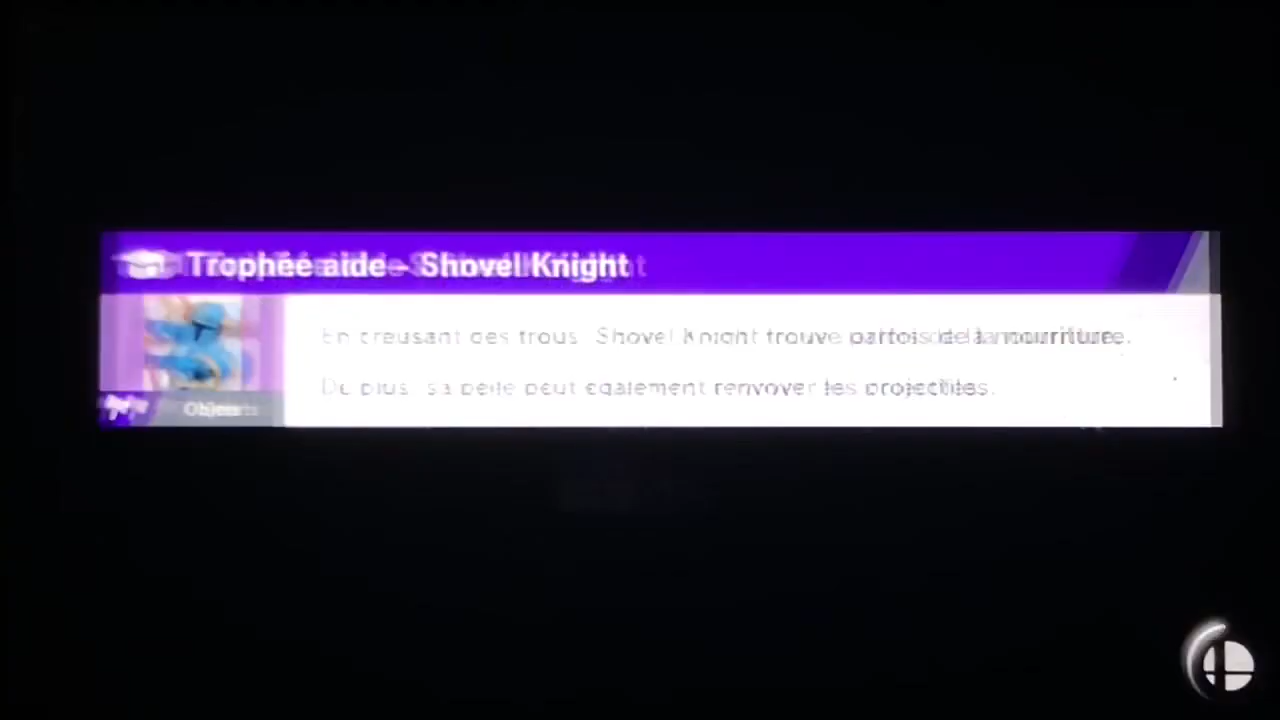 Trophée aide – Shovel Knight
En creusant des trous, Shovel Knight trouve parfois de la nourriture.
De plus, sa pelle peut également renvoyer les projectiles.
Objets